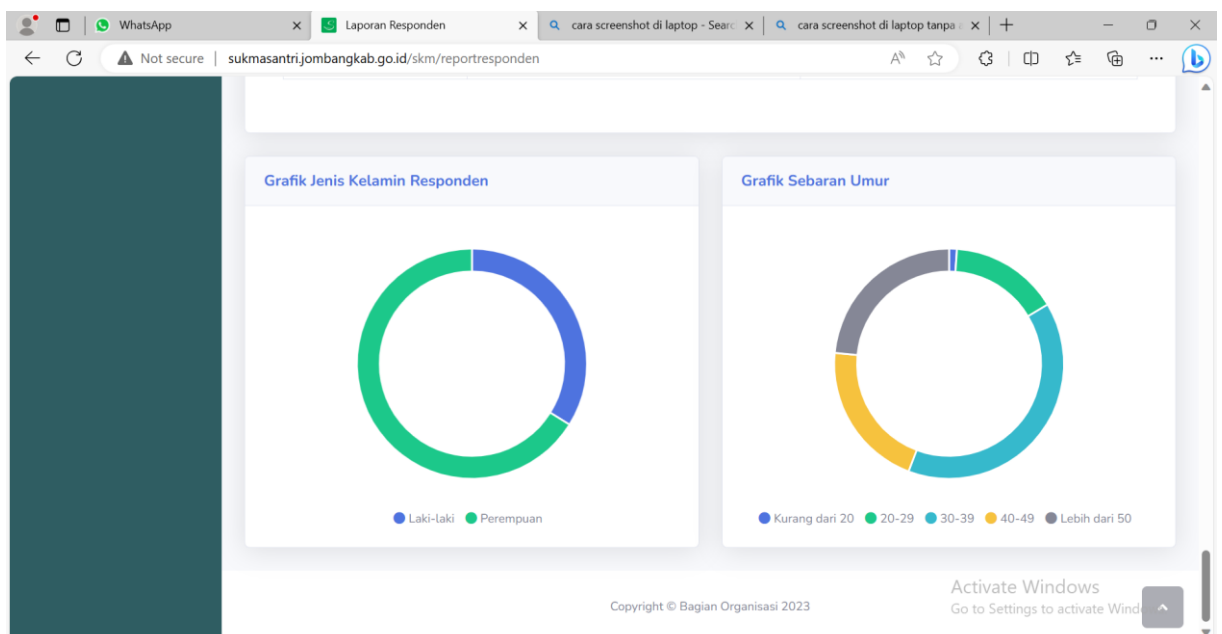 WhatsApp
Laporan Responden
cara screenshot di laptop - Searc
cara screenshot di laptop tanpa a
Not secure | sukmasantri.jombangkab.go.id/skm/reportresponden
Grafik Jenis Kelamin Responden
Laki-laki Perempuan
Grafik Sebaran Umur
Kurang dari 20 20-29 30-39 40-49 Lebih dari 50
Copyright © Bagian Organisasi 2023
Activate Windows
Go to Settings to activate Wind